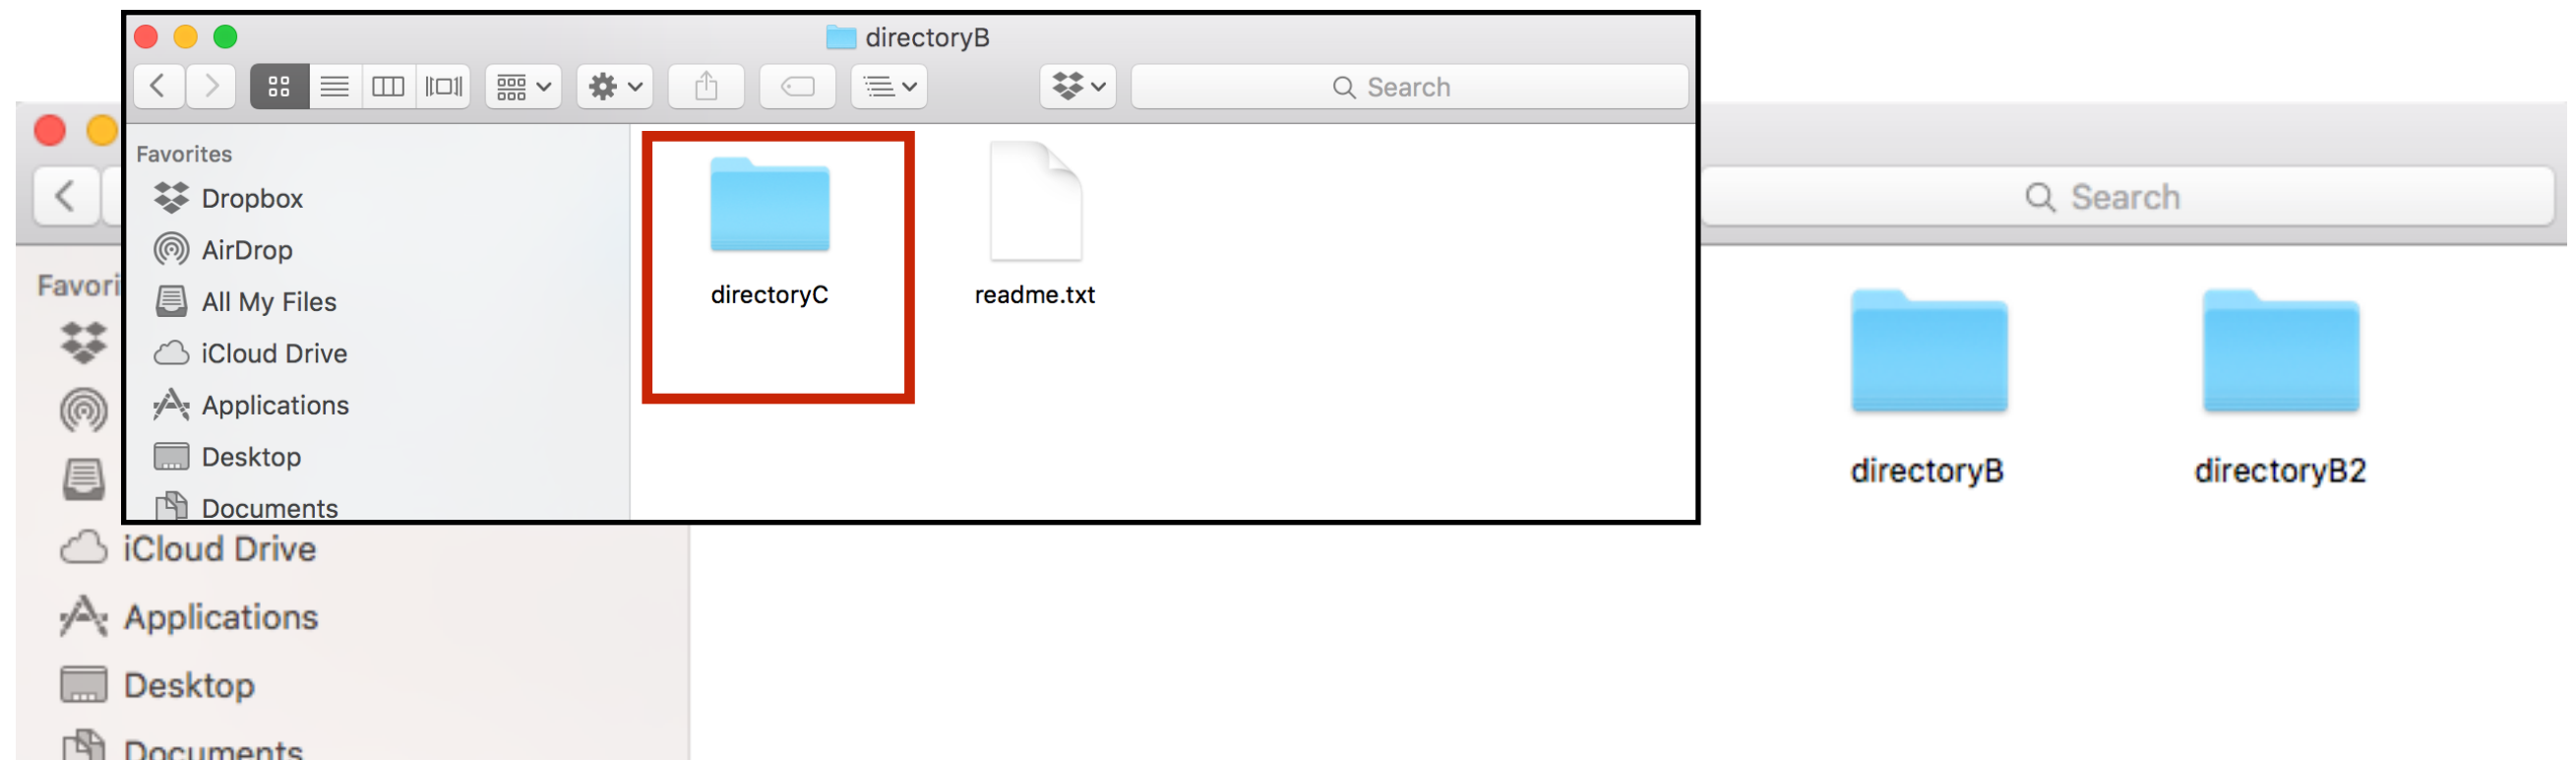 directoryB
Search
Favorites
Dropbox
AirDrop
All My Files
iCloud Drive
Applications
Desktop
Documents
directoryC
readme.txt
Search
Favori
iCloud Drive
Applications
Desktop
Documents
directoryB
directoryB2